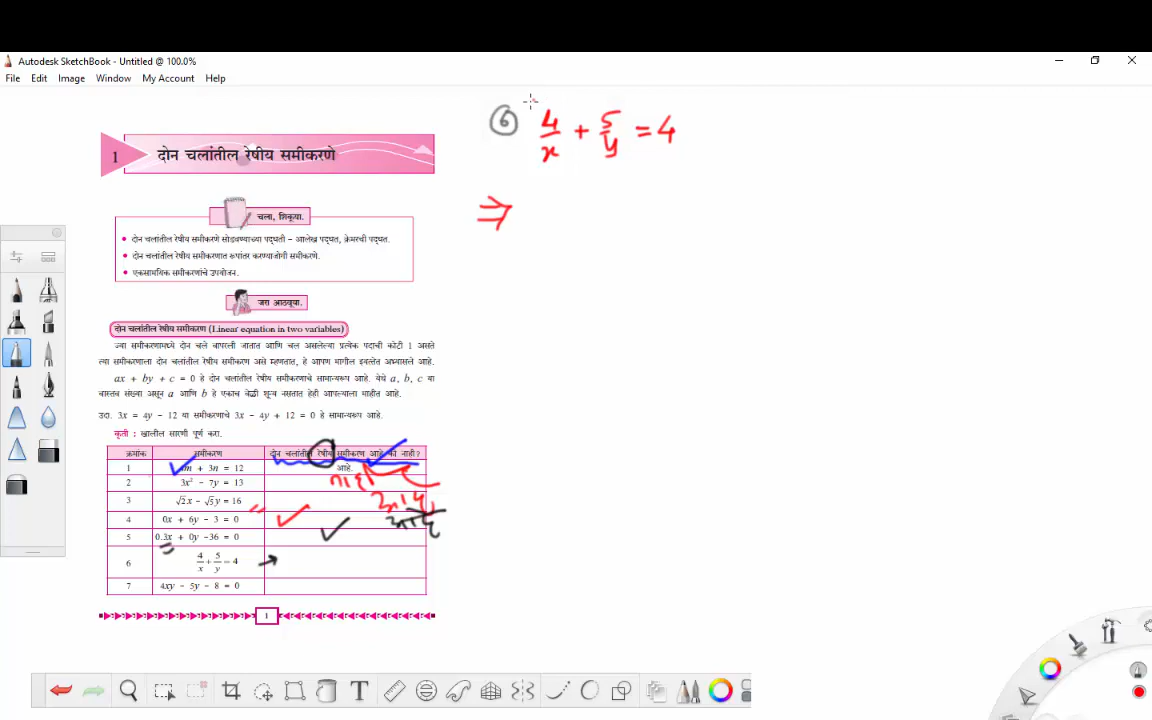 Autodesk SketchBook - Untitled @ 100.0%
File Edit Image Window My Account Help
1 दोन चलांतील रेषीय समीकरणे
चला, शिकूया.
• दोन चलांतील रेषीय समीकरणे सोडवण्याच्या पद्धती - आलेख पद्धत, क्रेमरची पद्धत.
• दोन चलांतील रेषीय समीकरणात रूपांतर करण्याजोगी समीकरणे.
• एकसामयिक समीकरणांचे उपयोजन.
जरा आठवूया.
दोन चलांतील रेषीय समीकरण (Linear equation in two variables)
ज्या समीकरणामध्ये दोन चले वापरली जातात आणि चल असलेल्या प्रत्येक पदाची कोटी 1 असते
त्या समीकरणाला दोन चलांतील रेषीय समीकरण असे म्हणतात, हे आपण मागील इयत्तेत अभ्यासले आहे.
ax + by + c = 0 हे दोन चलांतील रेषीय समीकरणाचे सामान्यरूप आहे. येथे a, b, c या
वास्तव संख्या असून a आणि b हे एकाच वेळी शून्य नसतात हेही आपल्याला माहीत आहे.
उदा. 3x = 4y - 12 या समीकरणाचे 3x - 4y + 12 = 0 हे सामान्यरूप आहे.
कृती : खालील सारणी पूर्ण करा.
क्रमांक समीकरण दोन चलांतील रेषीय समीकरण आहे का नाही?
1 m + 3n = 12 आहे.
2 3x² - 7y = 13 नाही
3 √2x - √5y = 16 आहे
4 0x + 6y - 3 = 0 आहे
5 0.3x + 0y -36 = 0
6 4/x + 5/y = 4
7 4xy - 5y - 8 = 0
1
⑥ 4/x + 5/y = 4
⇒